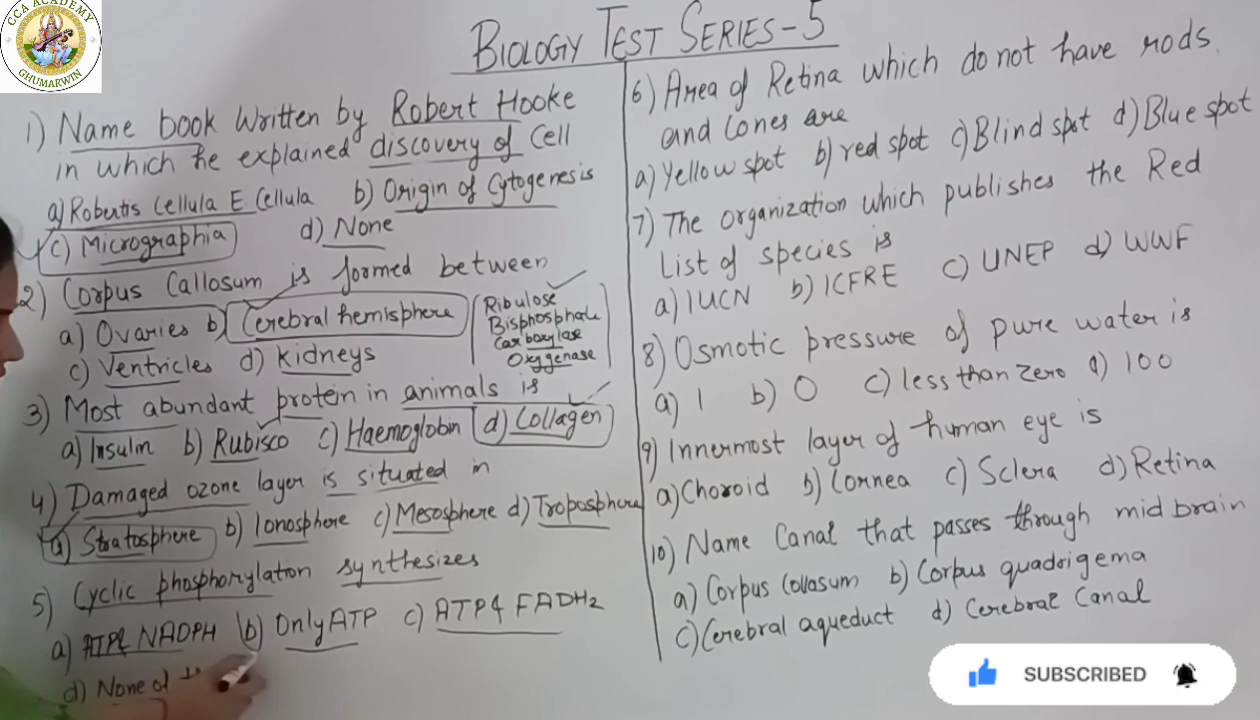 CCA ACADEMY
GHUMARWIN
BIOLOGY TEST SERIES-5
1) Name book Written by Robert Hooke
in which he explained discovery of Cell
a) Robertis Cellula E Cellula b) Origin of Cytogenesis
c) Micrographia d) None
2) Corpus Callosum is formed between
a) Ovaries b) Cerebral hemisphere
c) Ventricles d) Kidneys
Ribulose
Bisphosphate
Carboxylase
Oxygenase
3) Most abundant protein in animals is
a) Insulin b) Rubisco c) Haemoglobin d) Collagen
4) Damaged ozone layer is situated in
a) Stratosphere b) Ionosphere c) Mesosphere d) Troposphere
5) Cyclic phosphorylation synthesizes
a) ATP& NADPH b) Only ATP c) ATP& FADH2
d) None of
6) Area of Retina which do not have rods
and Cones are
a) Yellow spot b) red spot c) Blind spot d) Blue spot
7) The organization which publishes the Red
List of species is
a) IUCN b) ICFRE c) UNEP d) WWF
8) Osmotic pressure of pure water is
a) 1 b) 0 c) less than zero d) 100
9) Innermost layer of human eye is
a) Choroid b) Cornea c) Sclera d) Retina
10) Name Canal that passes through mid brain
a) Corpus Collasum b) Corpus quadrigema
c) Cerebral aqueduct d) Cerebral Canal
SUBSCRIBED